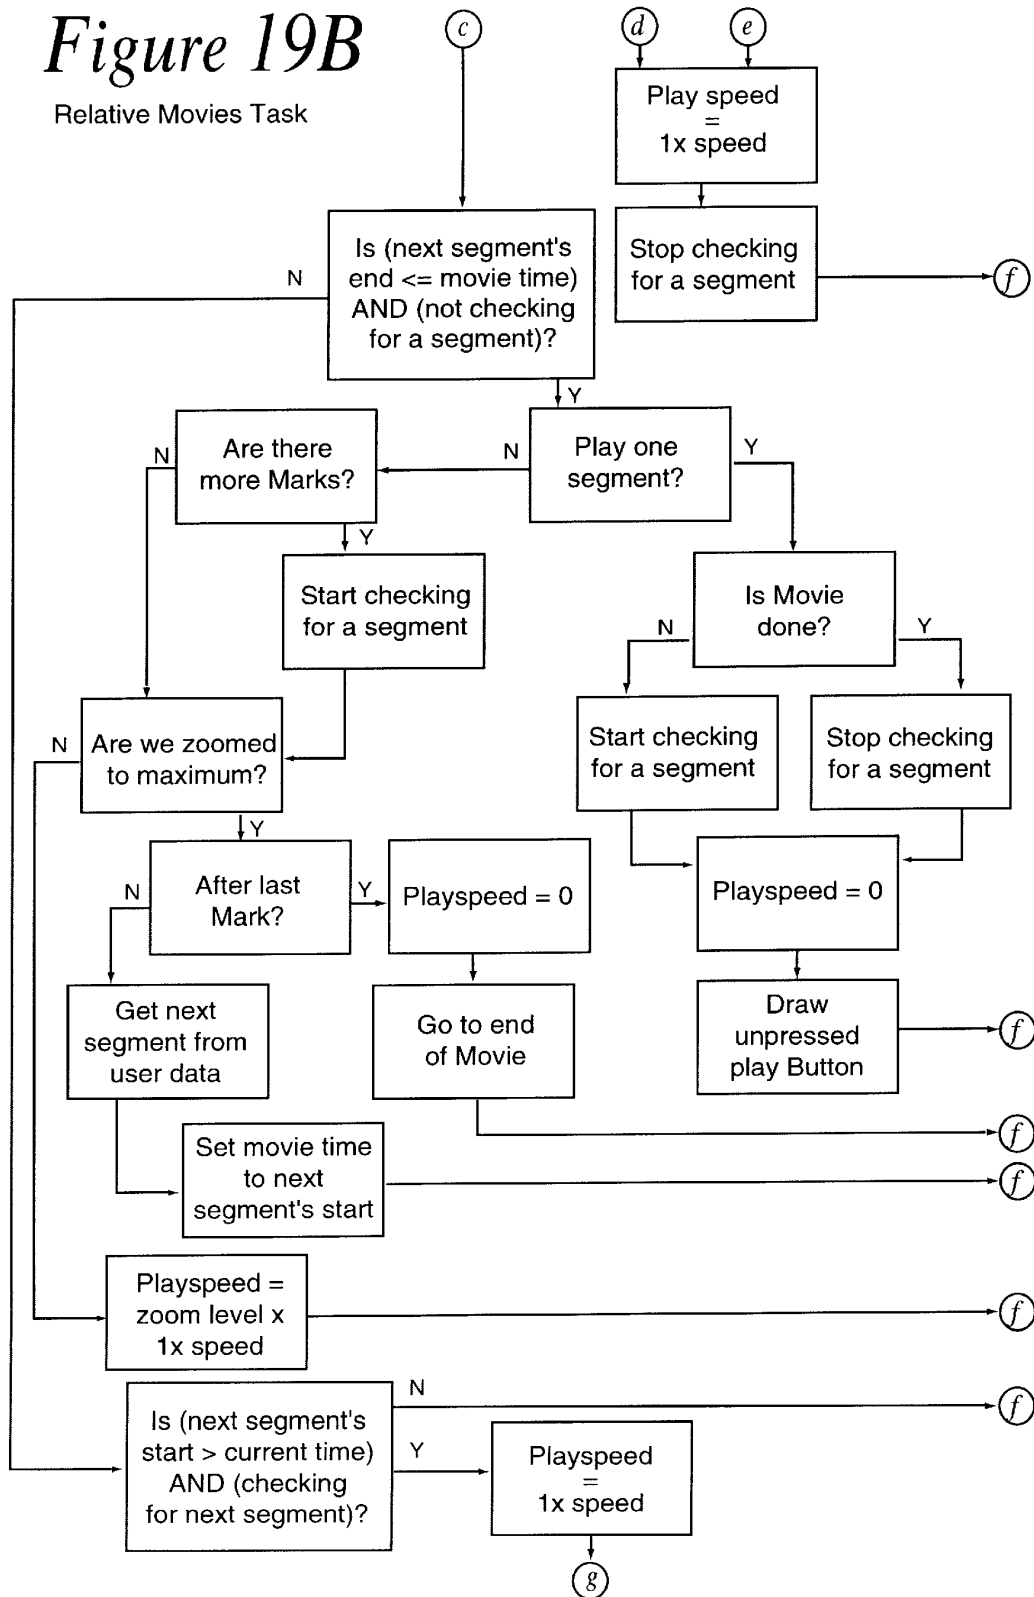 Figure 19B
Relative Movies Task
c
d
e
Play speed
=
1x speed
Is (next segment's
end <= movie time)
AND (not checking
for a segment)?
N
Y
Stop checking
for a segment
f
Are there
more Marks?
N
Y
Play one
segment?
N
Y
Start checking
for a segment
Is Movie
done?
N
Y
Are we zoomed
to maximum?
N
Y
Start checking
for a segment
Stop checking
for a segment
After last
Mark?
N
Y
Playspeed = 0
Playspeed = 0
Get next
segment from
user data
Go to end
of Movie
Draw
unpressed
play Button
f
f
Set movie time
to next
segment's start
f
Playspeed =
zoom level x
1x speed
f
Is (next segment's
start > current time)
AND (checking
for next segment)?
N
f
Y
Playspeed
=
1x speed
g